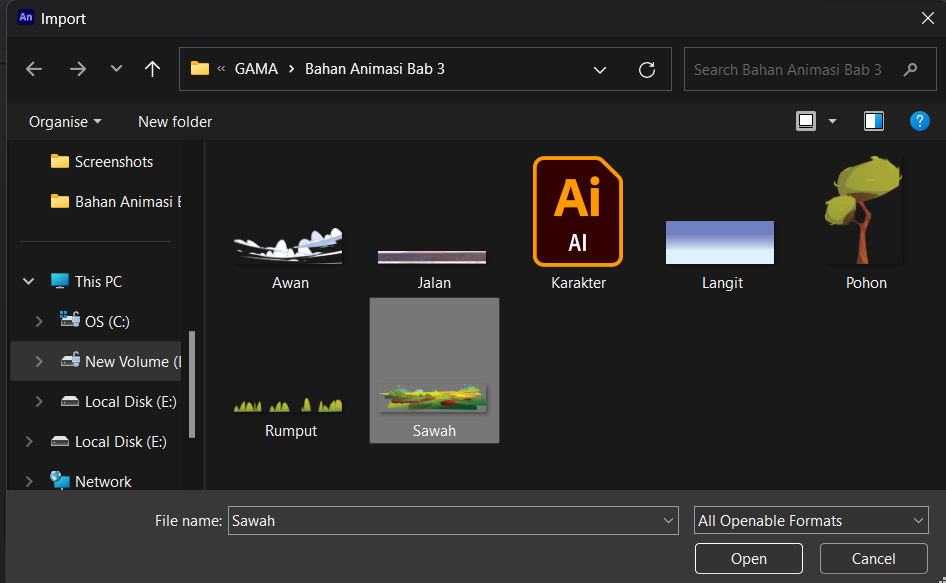 An Import
« GAMA › Bahan Animasi Bab 3
Search Bahan Animasi Bab 3
Organise
New folder
?
Screenshots
Bahan Animasi
This PC
OS (C:)
New Volume
Local Disk (E:)
Local Disk (E:)
Network
Awan
Jalan
Ai
AI
Karakter
Langit
Pohon
Rumput
Sawah
File name: Sawah
All Openable Formats
Open
Cancel